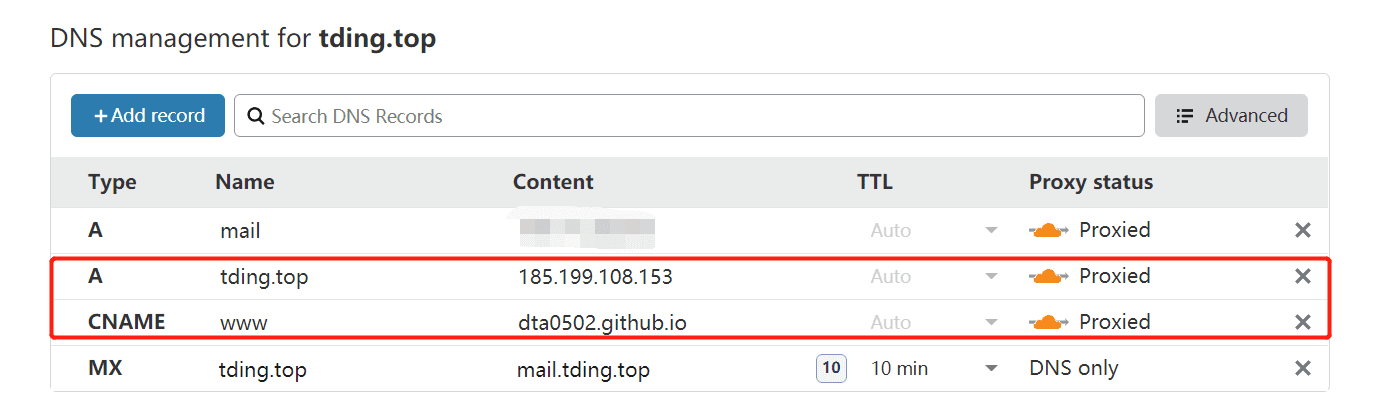 DNS management for tding.top
+ Add record Search DNS Records Advanced
Type Name Content TTL Proxy status
A mail Auto Proxied
A tding.top 185.199.108.153 Auto Proxied
CNAME www dta0502.github.io Auto Proxied
MX tding.top mail.tding.top 10 10 min DNS only